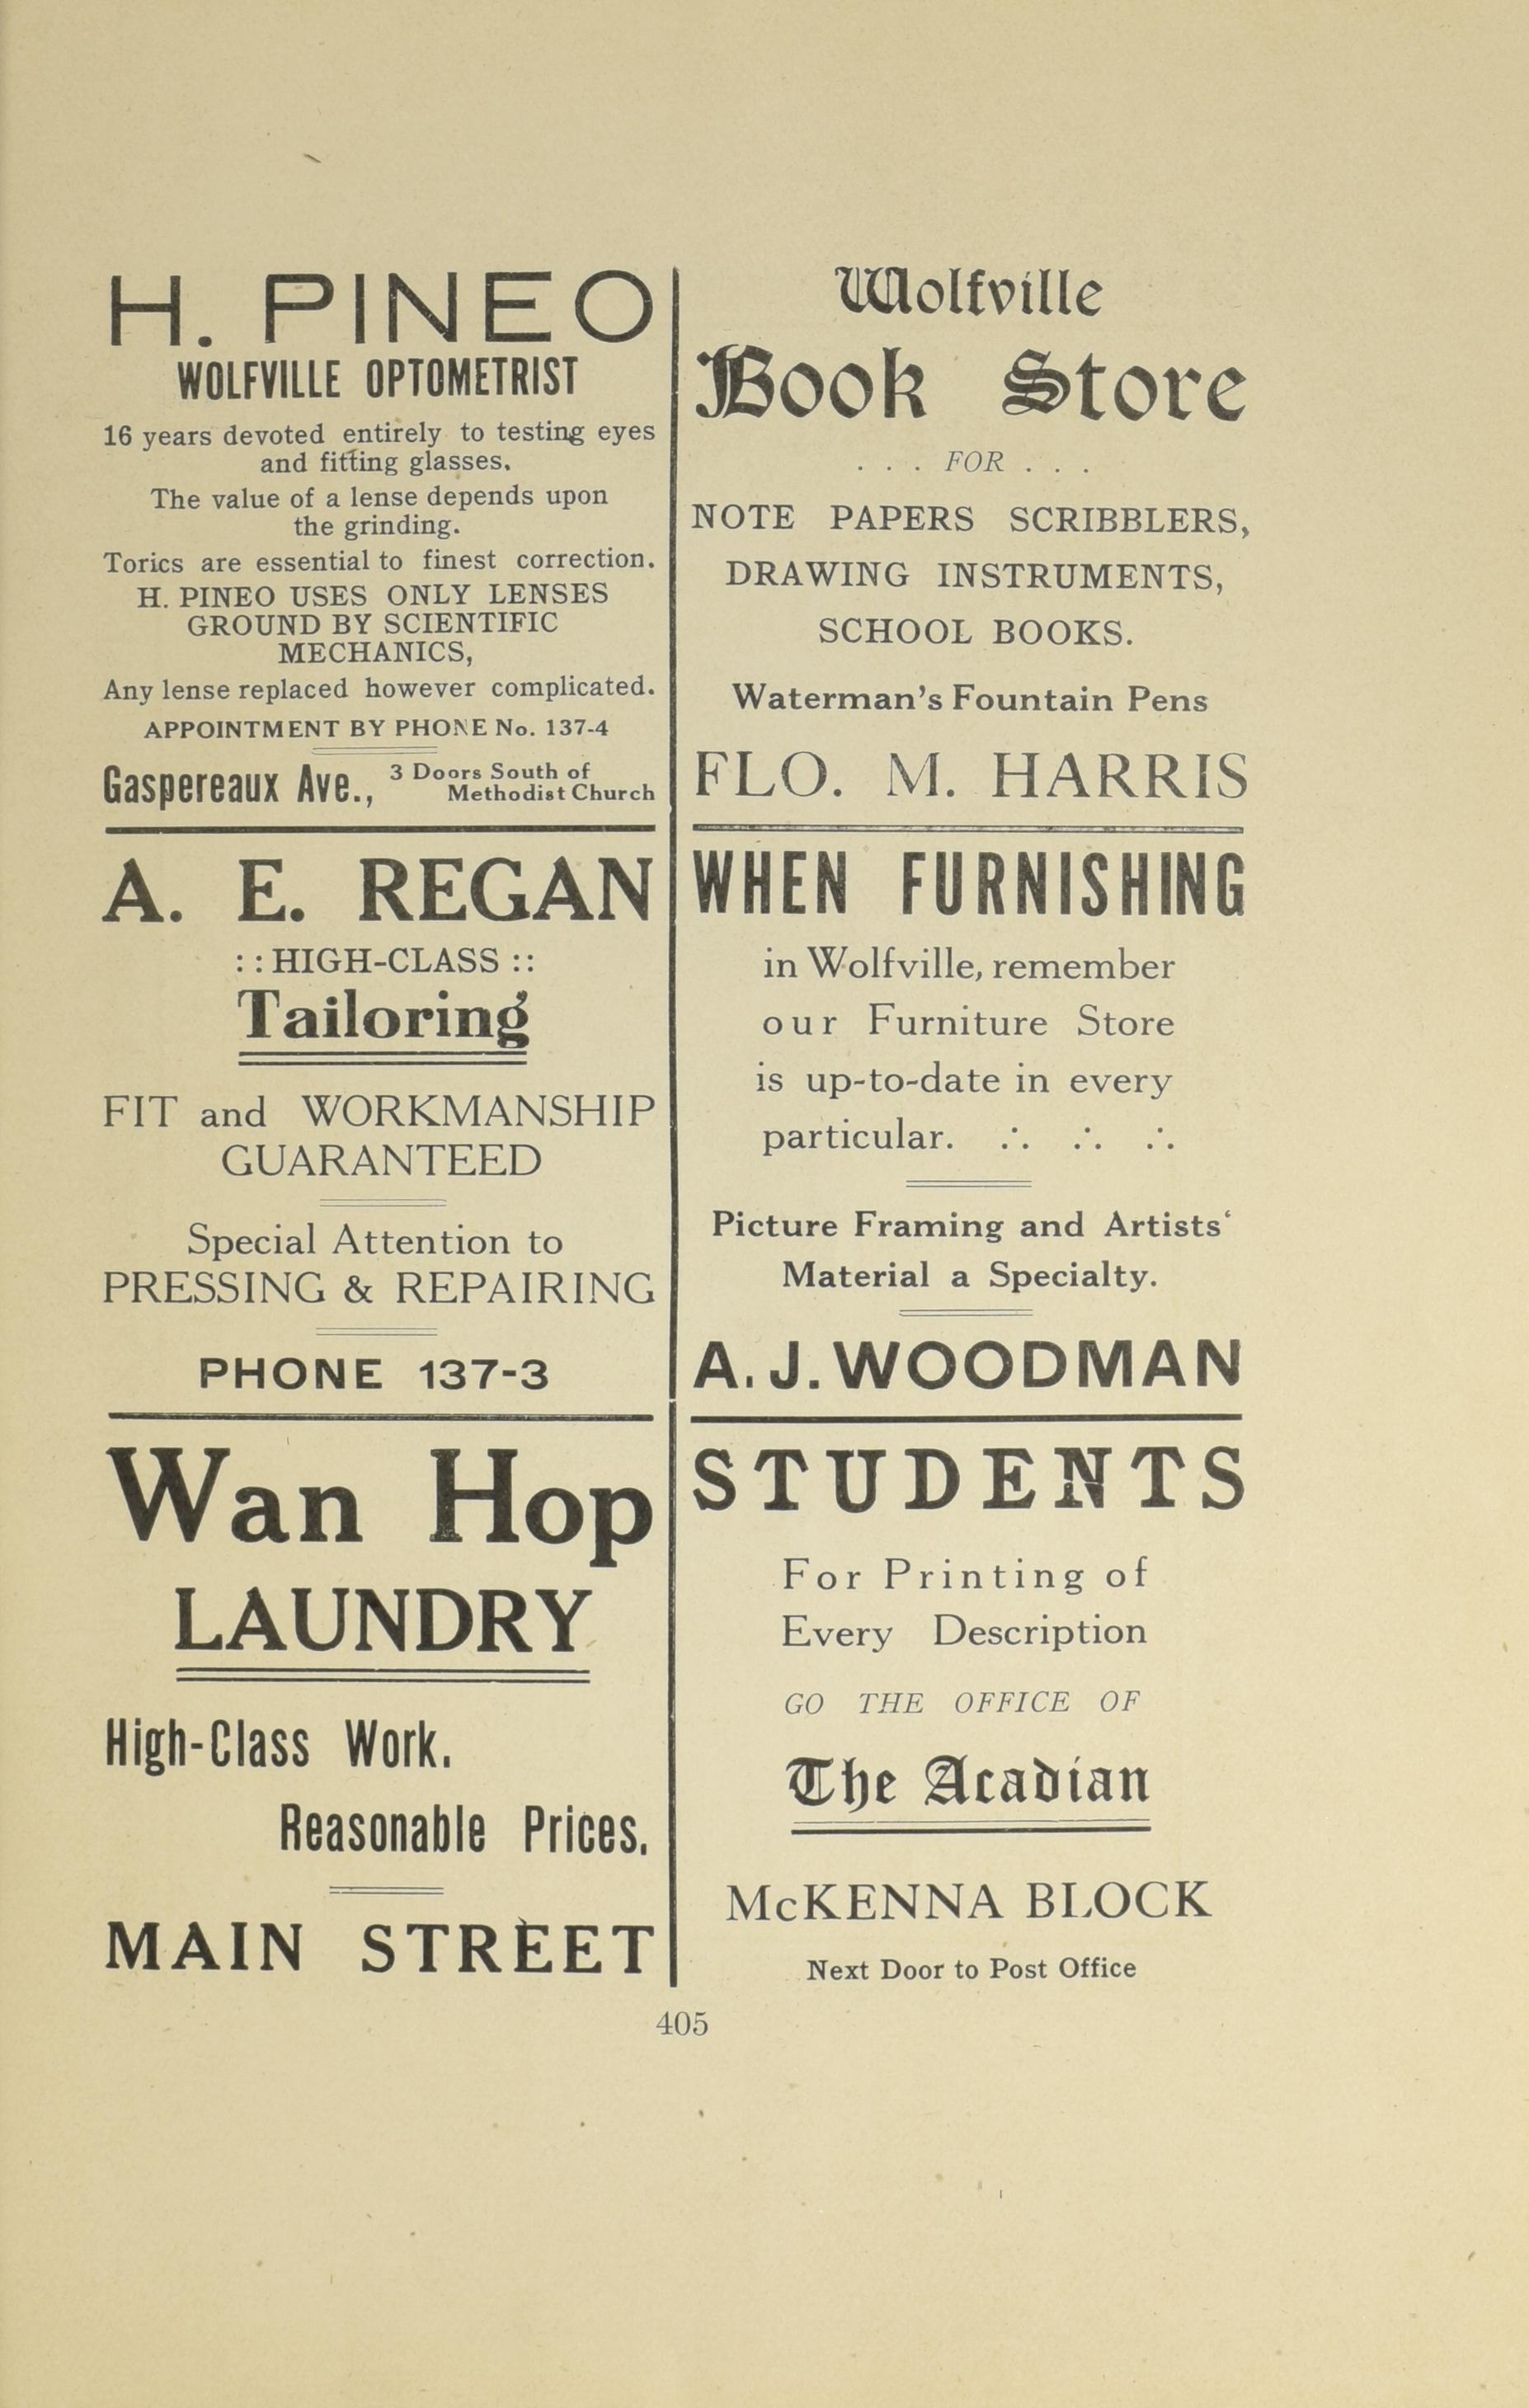 H. PINEO
WOLFVILLE OPTOMETRIST
16 years devoted entirely to testing eyes
and fitting glasses.
The value of a lense depends upon
the grinding.
Torics are essential to finest correction.
H. PINEO USES ONLY LENSES
GROUND BY SCIENTIFIC
MECHANICS,
Any lense replaced however complicated.
APPOINTMENT BY PHONE No. 137-4
Gaspereaux Ave., 3 Doors South of
Methodist Church
A. E. REGAN
:: HIGH-CLASS ::
Tailoring
FIT and WORKMANSHIP
GUARANTEED
Special Attention to
PRESSING & REPAIRING
PHONE 137-3
Wan Hop
LAUNDRY
High-Class Work.
Reasonable Prices.
MAIN STREET
Wolfville
Book Store
. . . FOR . . .
NOTE PAPERS SCRIBBLERS,
DRAWING INSTRUMENTS,
SCHOOL BOOKS.
Waterman's Fountain Pens
FLO. M. HARRIS
WHEN FURNISHING
in Wolfville, remember
our Furniture Store
is up-to-date in every
particular. ∴ ∴ ∴
Picture Framing and Artists‘
Material a Specialty.
A. J. WOODMAN
STUDENTS
For Printing of
Every Description
GO THE OFFICE OF
The Acadian
McKENNA BLOCK
Next Door to Post Office
405